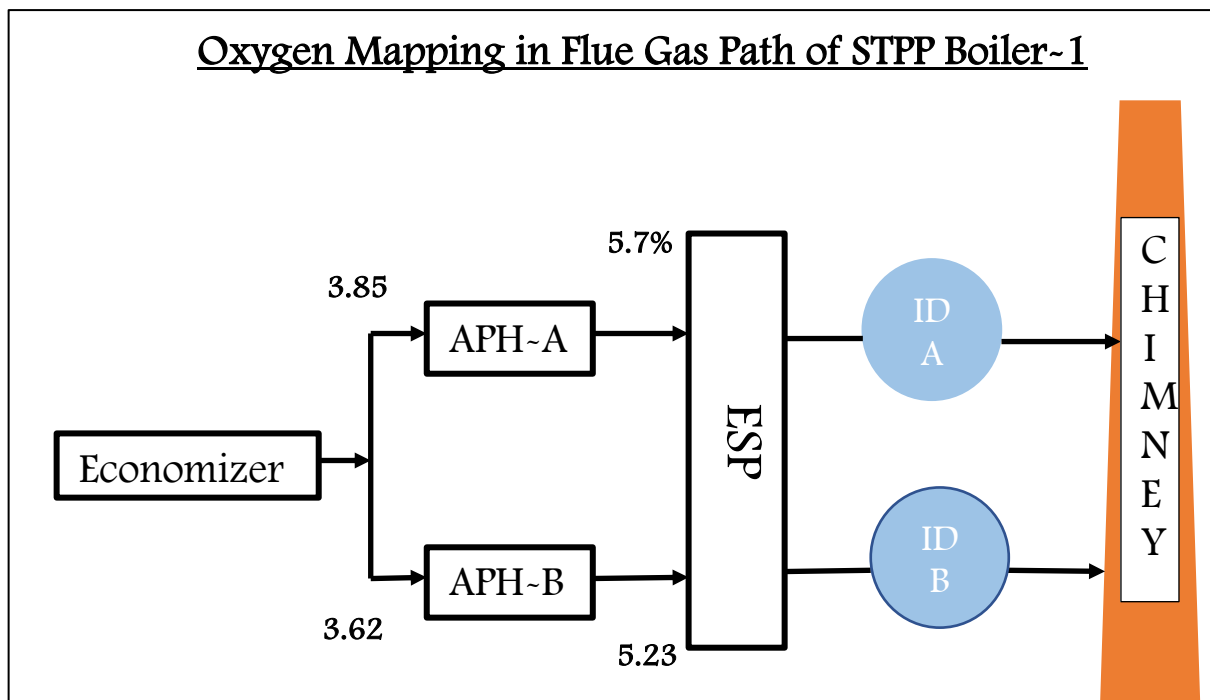 Oxygen Mapping in Flue Gas Path of STPP Boiler-1
5.7%
3.85
APH-A
ID
A
Economizer
ESP
APH-B
ID
B
3.62
5.23
CHIMNEY